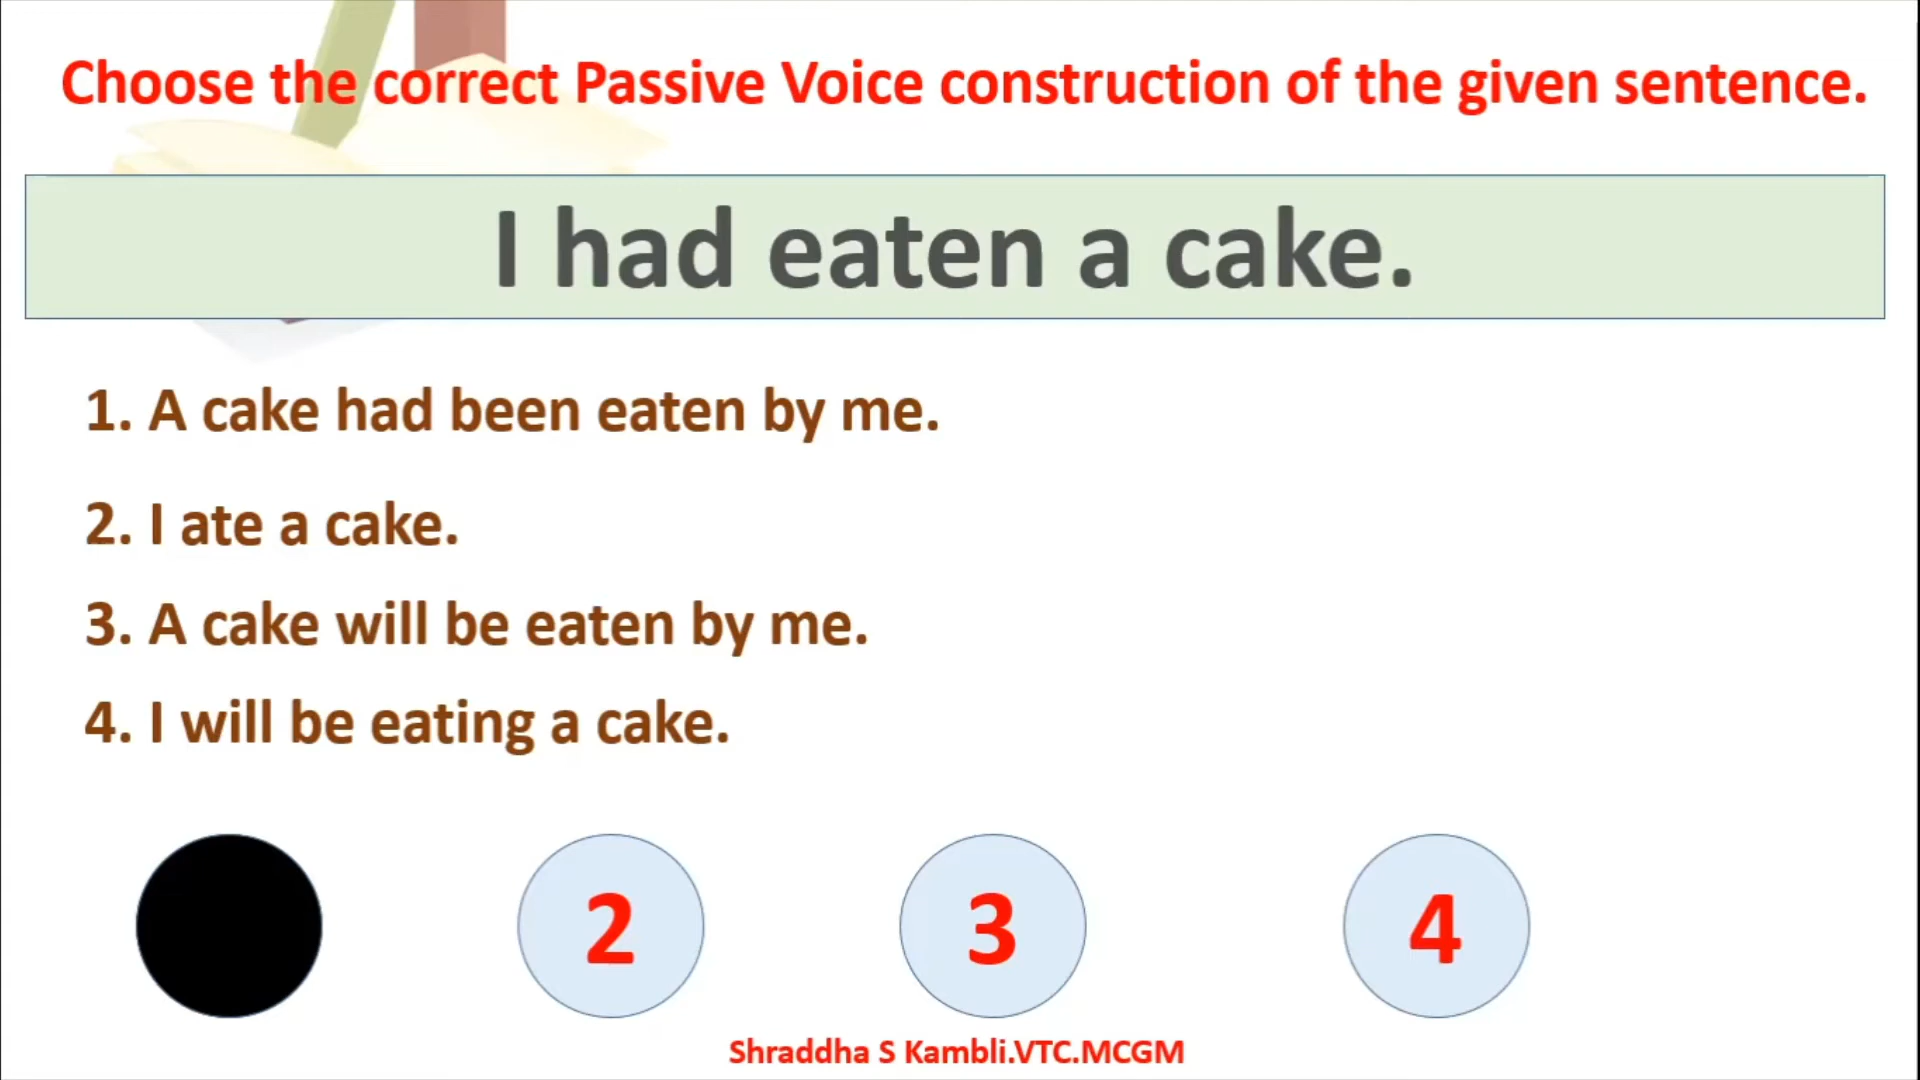 Choose the correct Passive Voice construction of the given sentence.
I had eaten a cake.
1. A cake had been eaten by me.
2. I ate a cake.
3. A cake will be eaten by me.
4. I will be eating a cake.
2 3 4
Shraddha S Kambli.VTC.MCGM